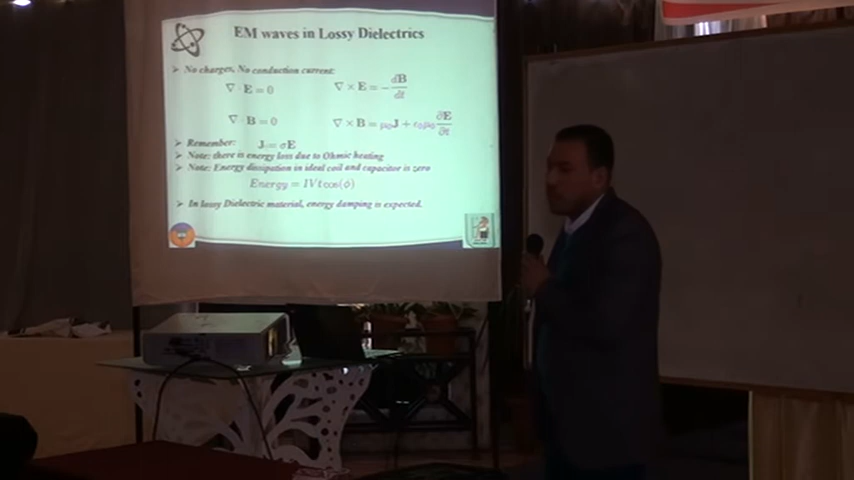 EM waves in Lossy Dielectrics
➢ No charges, No conduction current:
∇ · E = 0 ∇ × E = − dB/dt
∇ · B = 0 ∇ × B = μ₀J + ε₀μ₀ ∂E/∂t
➢ Remember: J = σE
➢ Note: there is energy loss due to Ohmic heating
➢ Note: Energy dissipation in ideal coil and capacitor is zero
Energy = IVt cos(ϕ)
➢ In lossy Dielectric material, energy damping is expected.